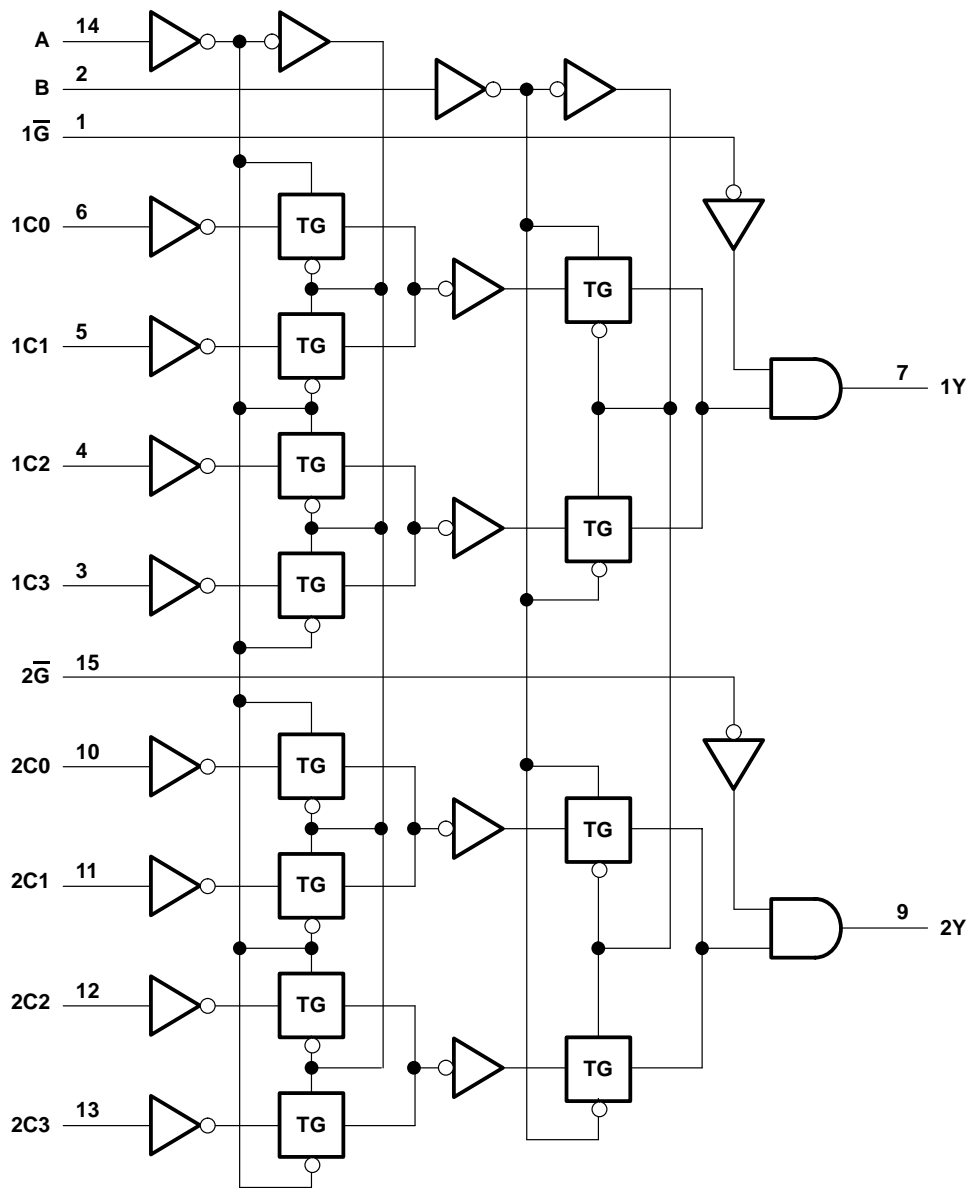 A 14
B 2
1G̅ 1
1C0 6 TG
TG
1C1 5 TG
7 1Y
1C2 4 TG
TG
1C3 3 TG
2G̅ 15
2C0 10 TG
TG
2C1 11 TG
9 2Y
2C2 12 TG
TG
2C3 13 TG